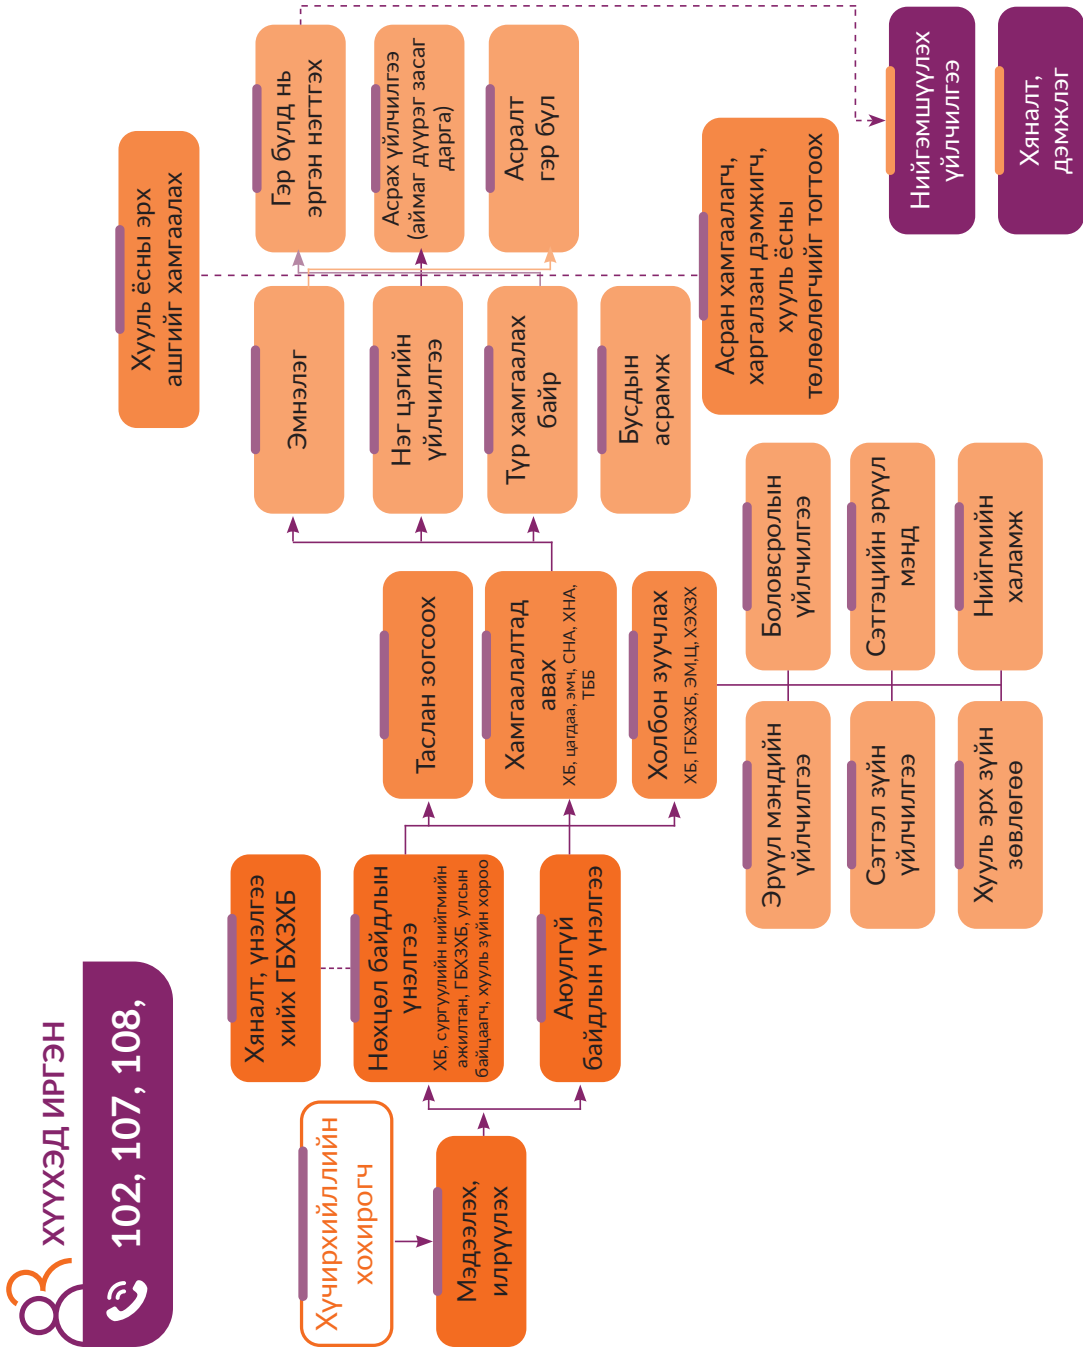 ХҮҮХЭД ИРГЭН
102, 107, 108,
Хүчирхийллийн
хохирогч
Мэдээлэх,
илрүүлэх
Хяналт, үнэлгээ
хийх ГБХЗХБ
Нөхцөл байдлын
үнэлгээ
ХБ, сургуулийн нийгмийн
ажилтан, ГБХЗХБ, улсын
байцаагч, хууль зүйн хороо
Аюулгүй
байдлын үнэлгээ
Таслан зогсоох
Хамгаалалтад
авах
ХБ, цагдаа, эмч, СНА, ХНА,
ТББ
Холбон зуучлах
ХБ, ГБХЗХБ, ЭМ,Ц, ХЭХЗХ
Эрүүл мэндийн
үйлчилгээ
Сэтгэл зүйн
үйлчилгээ
Хууль эрх зүйн
зөвлөгөө
Боловсролын
үйлчилгээ
Сэтгэцийн эрүүл
мэнд
Нийгмийн
халамж
Эмнэлэг
Нэг цэгийн
үйлчилгээ
Түр хамгаалах
байр
Бусдын
асрамж
Хууль ёсны эрх
ашгийг хамгаалах
Гэр бүлд нь
эргэн нэгтгэх
Асрах үйлчилгээ
(аймаг дүүрэг засаг
дарга)
Асралт
гэр бүл
Асран хамгаалагч,
харгалзан дэмжигч,
хууль ёсны
төлөөлөгчийг тогтоох
Нийгэмшүүлэх
үйлчилгээ
Хяналт,
дэмжлэг